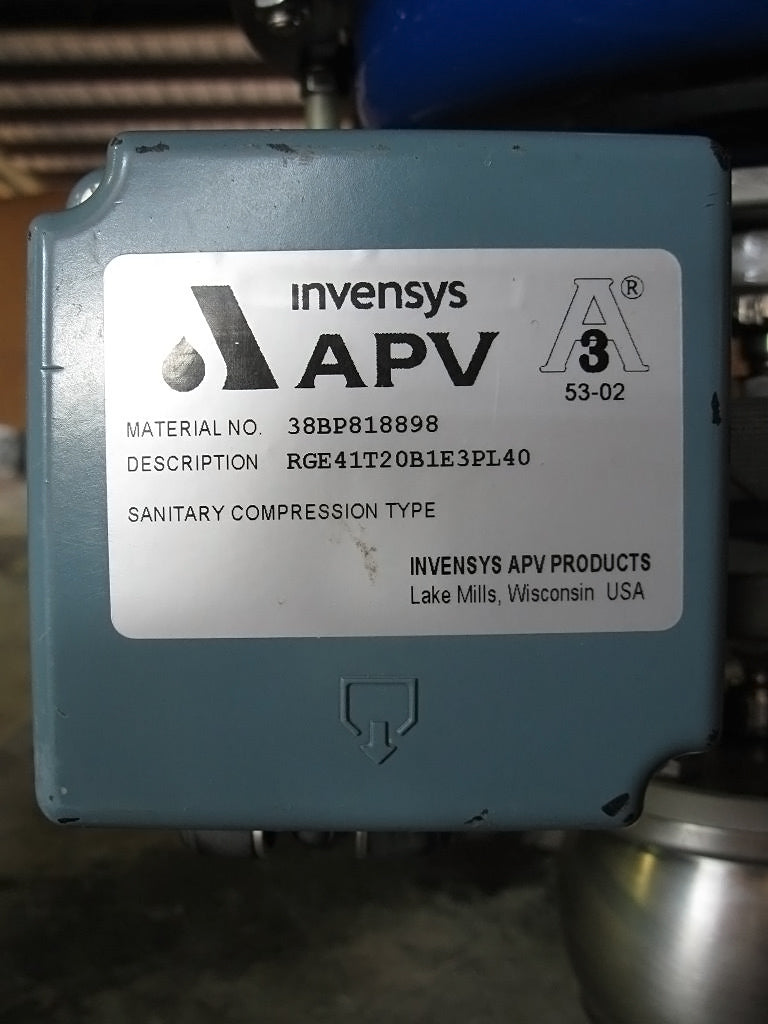 invensys
APV
A
3
®
53-02
MATERIAL NO. 38BP818898
DESCRIPTION RGE41T20B1E3PL40
SANITARY COMPRESSION TYPE
INVENSYS APV PRODUCTS
Lake Mills, Wisconsin USA